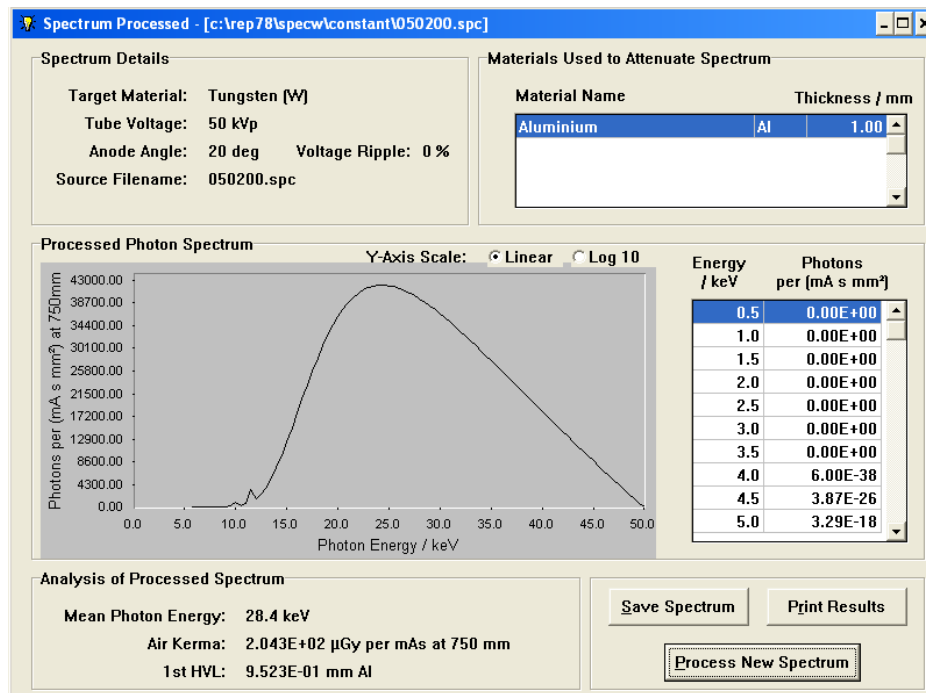 Spectrum Processed - [c:\rep78\specw\constant\050200.spc]
Spectrum Details
Target Material: Tungsten (W)
Tube Voltage: 50 kVp
Anode Angle: 20 deg Voltage Ripple: 0 %
Source Filename: 050200.spc
Materials Used to Attenuate Spectrum
Material Name Thickness / mm
Aluminium Al 1.00
Processed Photon Spectrum
Y-Axis Scale: Linear Log 10
Photons per (mA s mm²) at 750mm
43000.00
38700.00
34400.00
30100.00
25800.00
21500.00
17200.00
12900.00
8600.00
4300.00
0.00
0.0 5.0 10.0 15.0 20.0 25.0 30.0 35.0 40.0 45.0 50.0
Photon Energy / keV
Energy Photons
/ keV per (mA s mm²)
0.5 0.00E+00
1.0 0.00E+00
1.5 0.00E+00
2.0 0.00E+00
2.5 0.00E+00
3.0 0.00E+00
3.5 0.00E+00
4.0 6.00E-38
4.5 3.87E-26
5.0 3.29E-18
Analysis of Processed Spectrum
Mean Photon Energy: 28.4 keV
Air Kerma: 2.043E+02 µGy per mAs at 750 mm
1st HVL: 9.523E-01 mm Al
Save Spectrum Print Results
Process New Spectrum